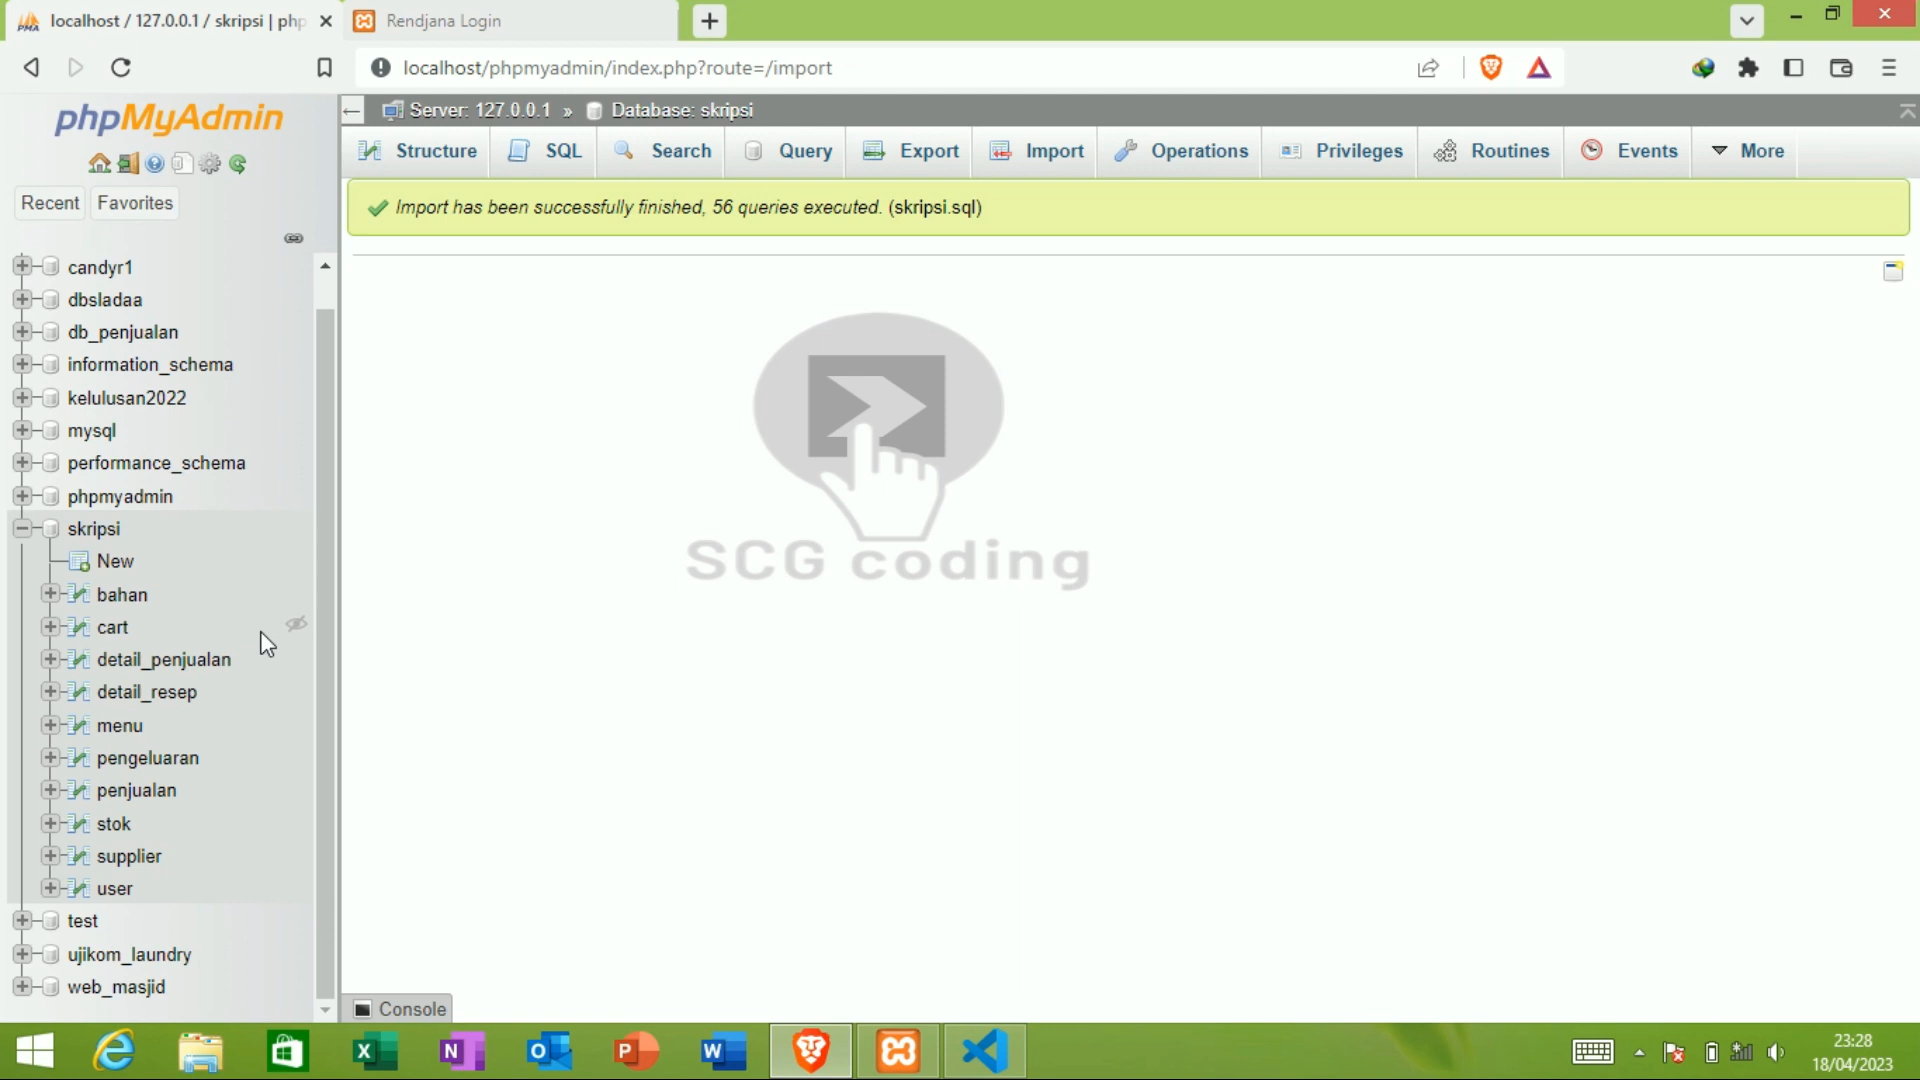 localhost / 127.0.0.1 / skripsi | php
Rendjana Login
localhost/phpmyadmin/index.php?route=/import
phpMyAdmin
Server: 127.0.0.1 » Database: skripsi
Structure SQL Search Query Export Import Operations Privileges Routines Events More
Recent Favorites
Import has been successfully finished, 56 queries executed. (skripsi.sql)
candyr1
dbsladaa
db_penjualan
information_schema
kelulusan2022
mysql
performance_schema
phpmyadmin
skripsi
New
bahan
cart
detail_penjualan
detail_resep
menu
pengeluaran
penjualan
stok
supplier
user
test
ujikom_laundry
web_masjid
SCG coding
Console
23:28
18/04/2023